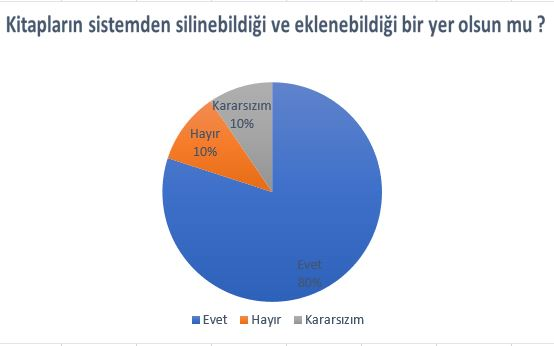 Kitapların sistemden silinebildiği ve eklenebildiği bir yer olsun mu ?
Kararsızım
10%
Hayır
10%
Evet
80%
Evet Hayır Kararsızım